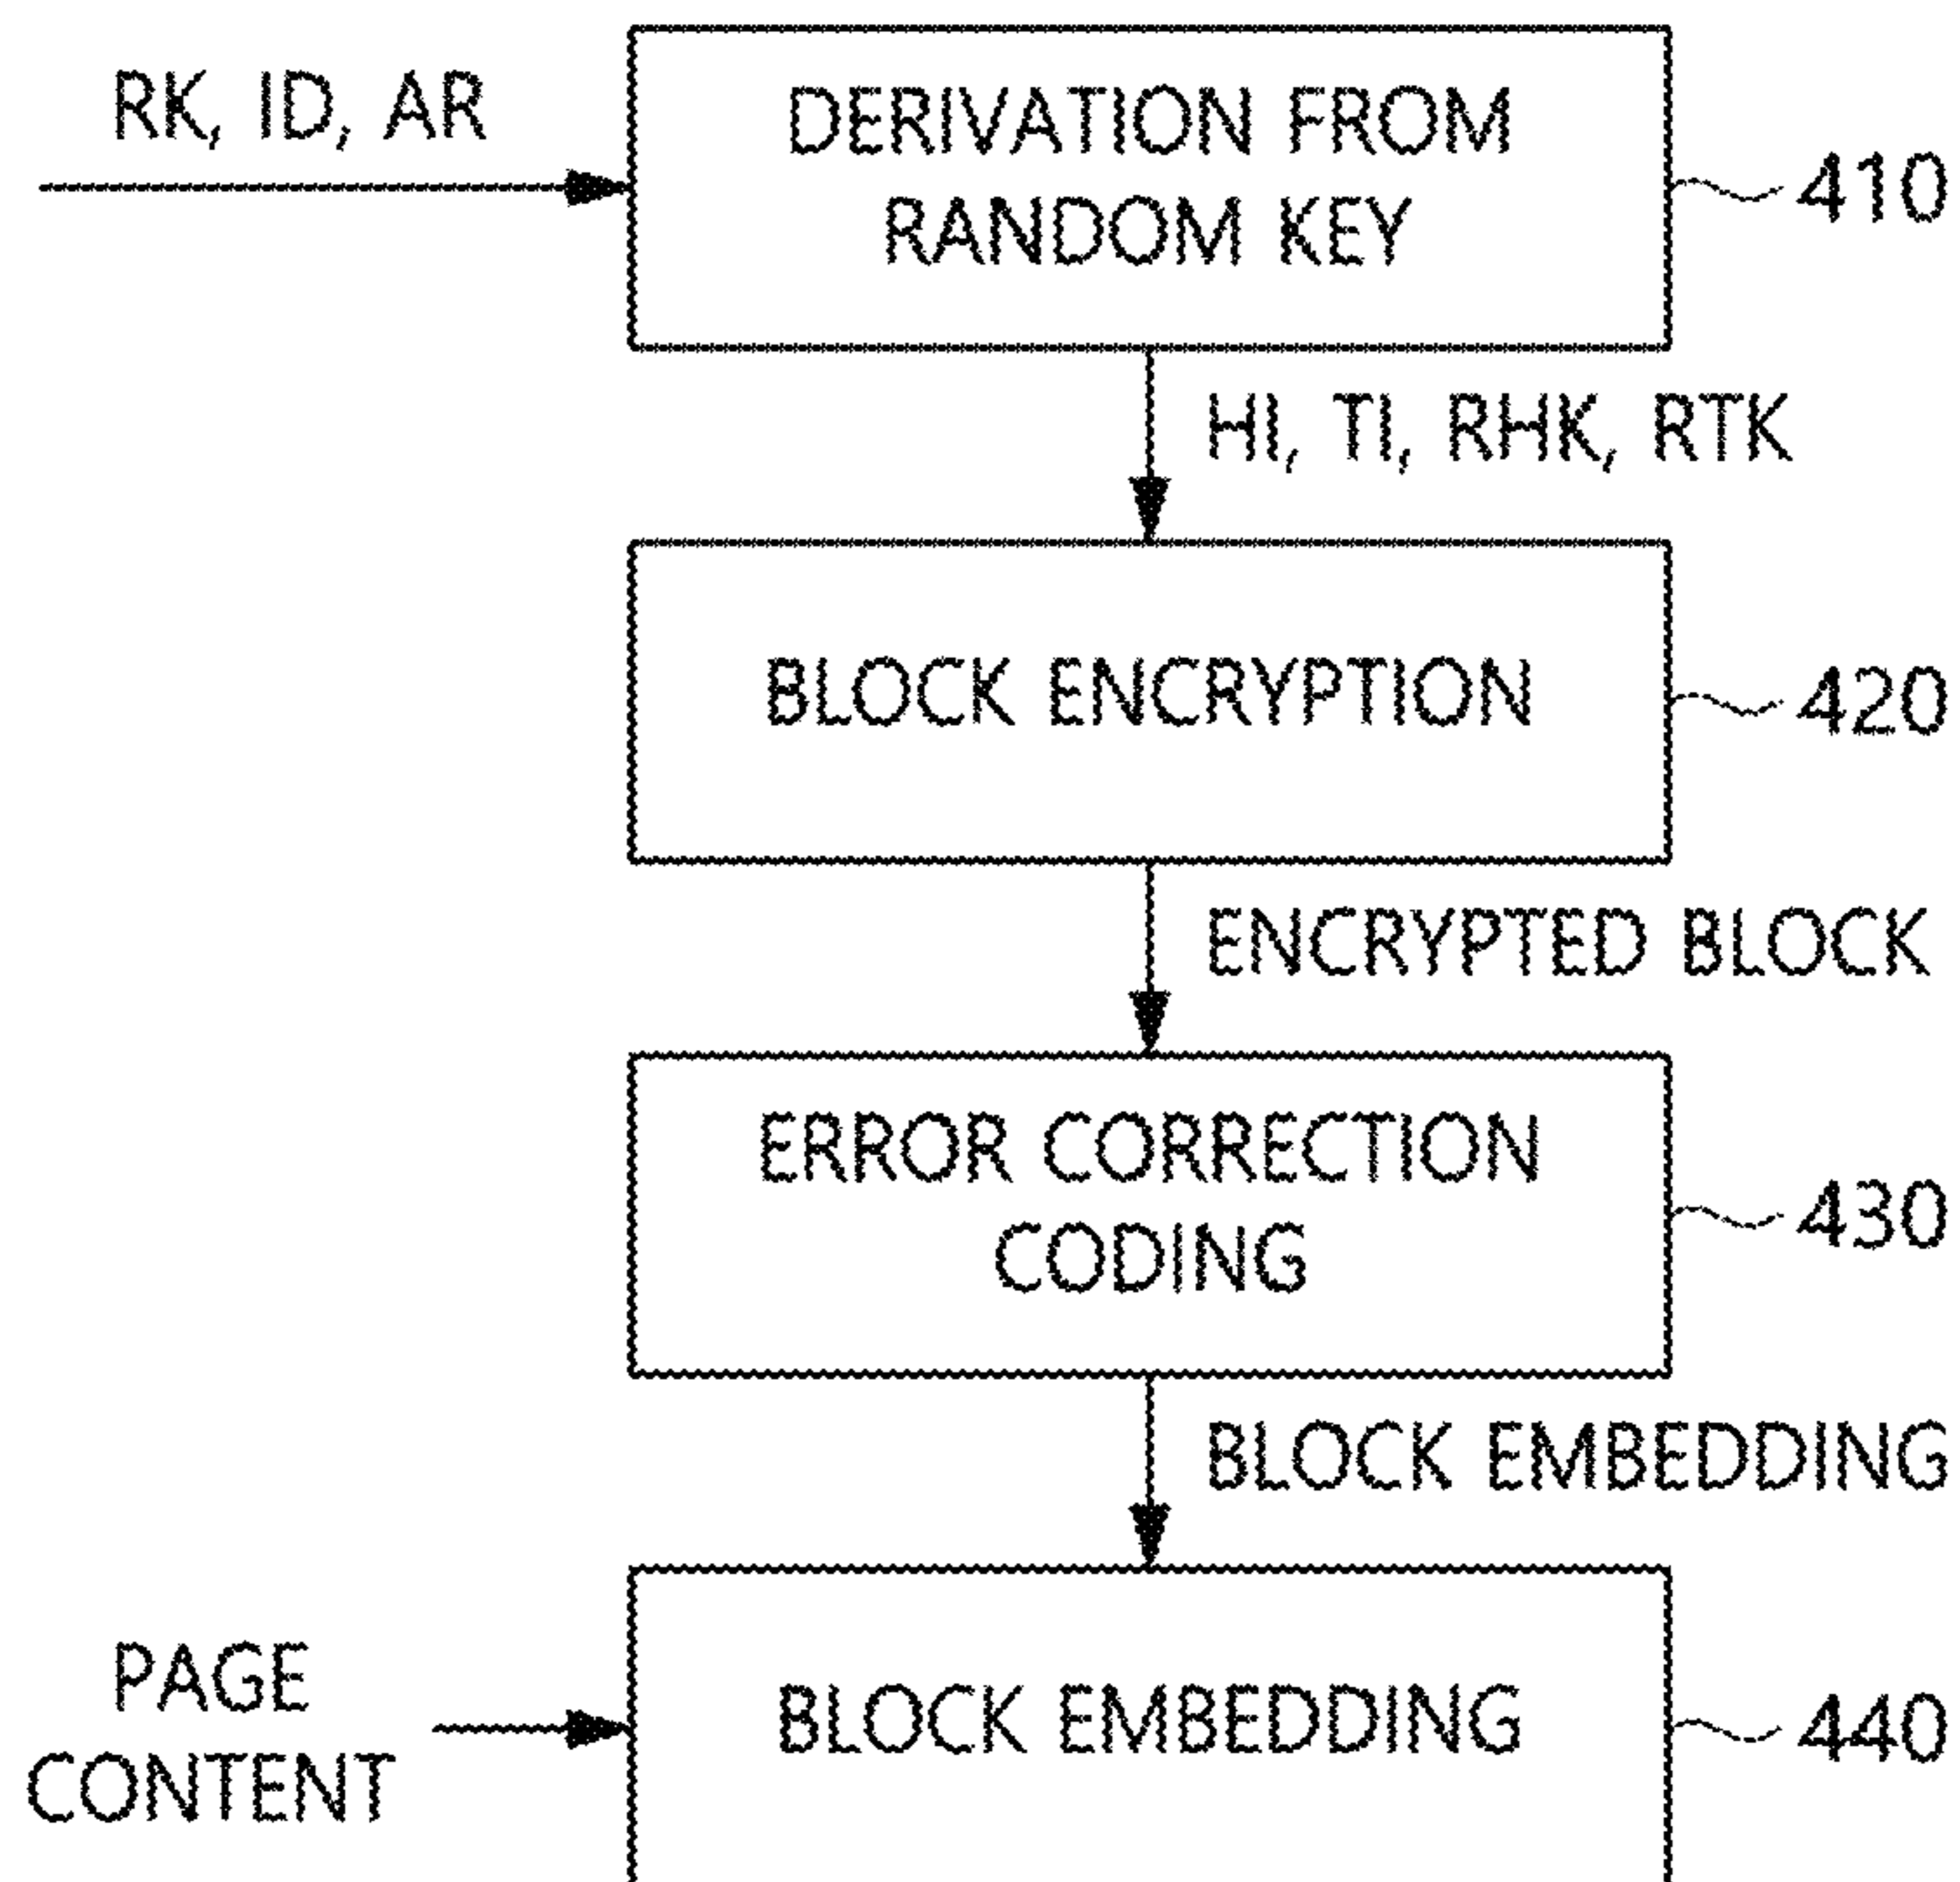 RK, ID, AR
DERIVATION FROM
RANDOM KEY
410
HI, TI, RHK, RTK
BLOCK ENCRYPTION
420
ENCRYPTED BLOCK
ERROR CORRECTION
CODING
430
BLOCK EMBEDDING
PAGE
CONTENT
BLOCK EMBEDDING
440